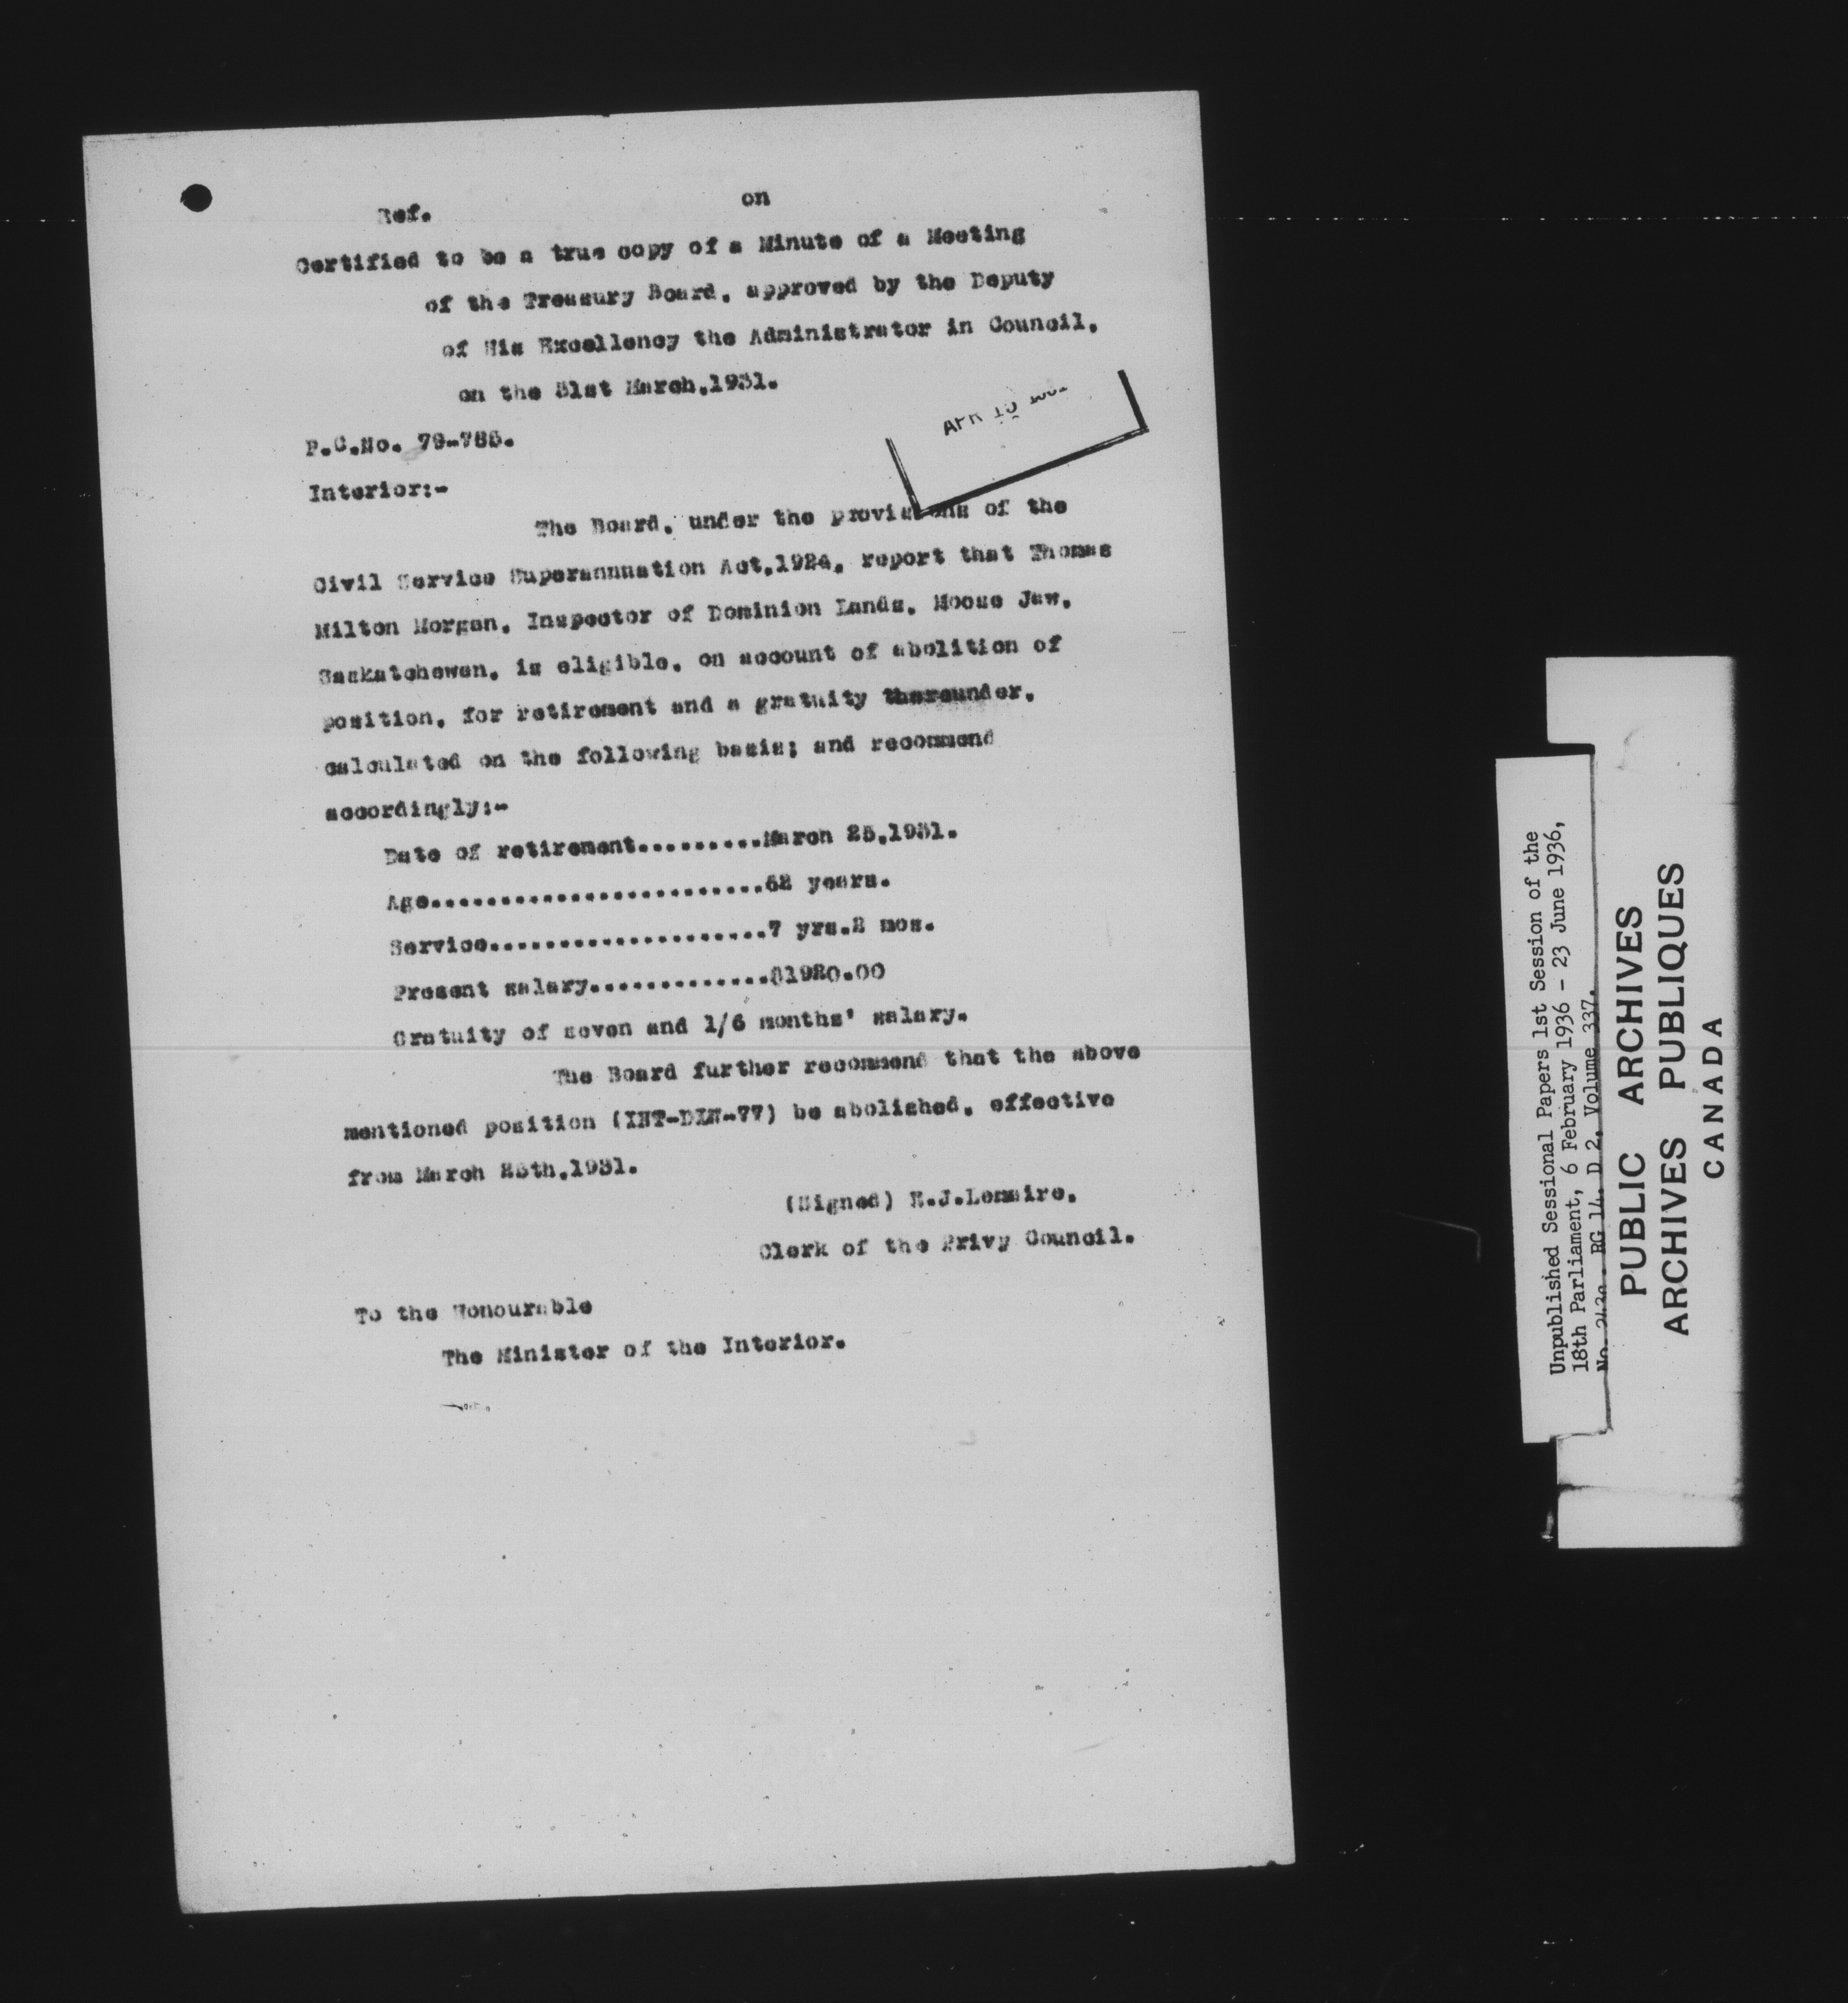 Ref. on
Certified to be a true copy of a Minute of a Meeting
of the Treasury Board, approved by the Deputy
of His Excellency the Administrator in Council,
on the 31st March,1931.
APR
P.C.No. 79-785.
Interior:-
The Board, under the provisions of the
Civil Service Superannuation Act,1924, report that Thomas
Milton Morgan, Inspector of Dominion Lands, Moose Jaw,
Saskatchewan, is eligible, on account of abolition of
position, for retirement and a gratuity thereunder,
calculated on the following basis; and recommend
accordingly:-
Date of retirement..........March 25,1931.
Age..........................62 years.
Service......................7 yrs.2 mos.
Present salary..............$1920.00
Gratuity of seven and 1/6 months' salary.
The Board further recommend that the above
mentioned position (INT-DLN-77) be abolished, effective
from March 25th,1931.
(Signed) E.J.Lemaire,
Clerk of the Privy Council.
To the Honourable
The Minister of the Interior.
Unpublished Sessional Papers 1st Session of the
18th Parliament, 6 February 1936 - 23 June 1936,
No. 243a. RG 14, D 2, Volume 337.
PUBLIC ARCHIVES
ARCHIVES PUBLIQUES
CANADA